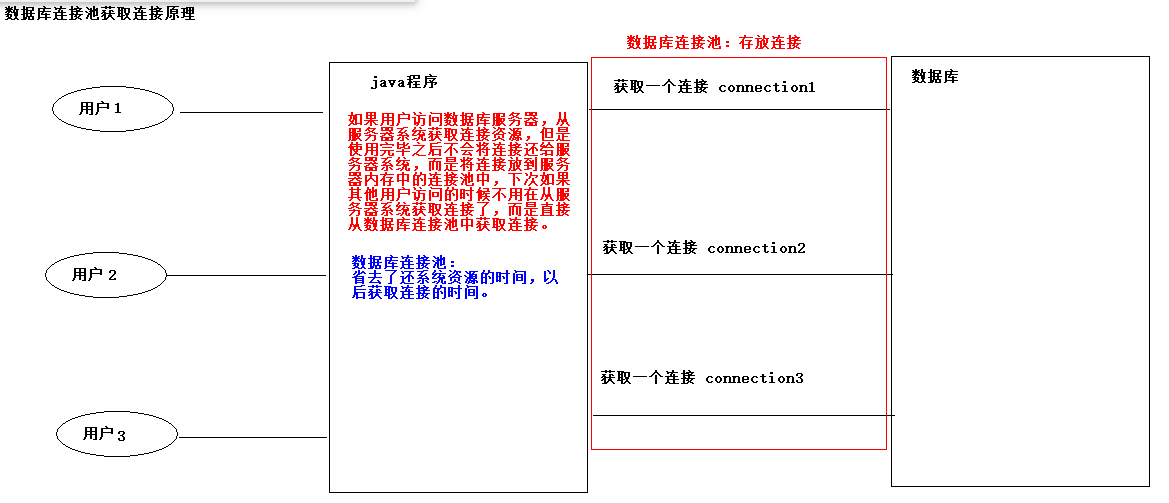 数据库连接池获取连接原理
数据库连接池：存放连接
java程序
获取一个连接 connection1
数据库
用户1
如果用户访问数据库服务器，从
服务器系统获取连接资源，但是
使用完毕之后不会将连接还给服
务器系统，而是将连接放到服务
器内存中的连接池中，下次如果
其他用户访问的时候不用在从服
务器系统获取连接了，而是直接
从数据库连接池中获取连接。
获取一个连接 connection2
用户2
数据库连接池：
省去了还系统资源的时间，以
后获取连接的时间。
获取一个连接 connection3
用户3